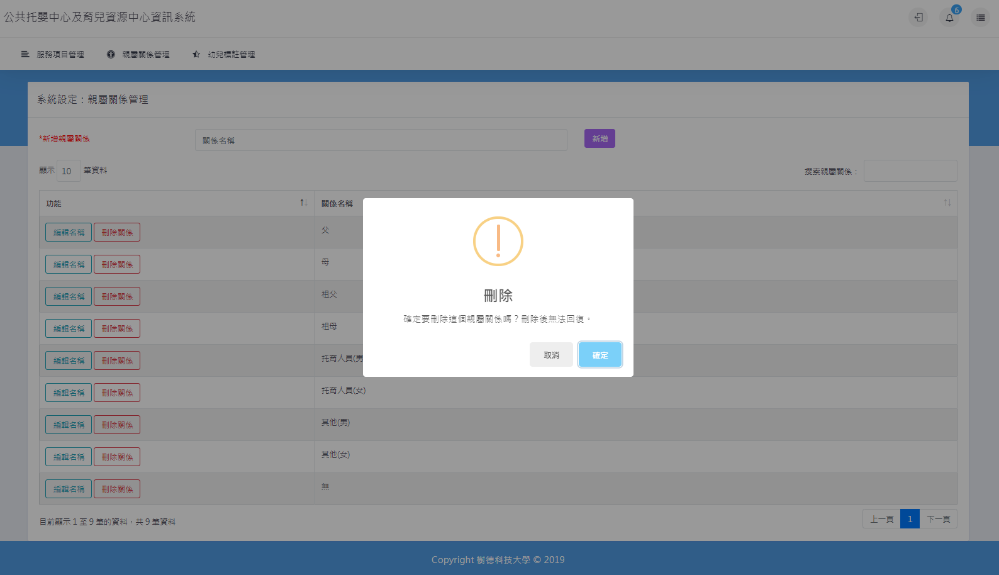 公共托嬰中心及育兒資源中心資訊系統
6
服務項目管理 親屬關係管理 幼兒標註管理
系統設定：親屬關係管理
*新增親屬關係 關係名稱 新增
顯示 10 筆資料 搜索親屬關係：
功能 關係名稱
編輯名稱 刪除關係 父
編輯名稱 刪除關係 母
編輯名稱 刪除關係 祖父
編輯名稱 刪除關係 祖母
編輯名稱 刪除關係 托育人員(男
編輯名稱 刪除關係 托育人員(女)
編輯名稱 刪除關係 其他(男)
編輯名稱 刪除關係 其他(女)
編輯名稱 刪除關係 無
刪除
確定要刪除這個親屬關係嗎？刪除後無法回復。
取消 確定
目前顯示 1 至 9 筆的資料，共 9 筆資料 上一頁 1 下一頁
Copyright 樹德科技大學 © 2019